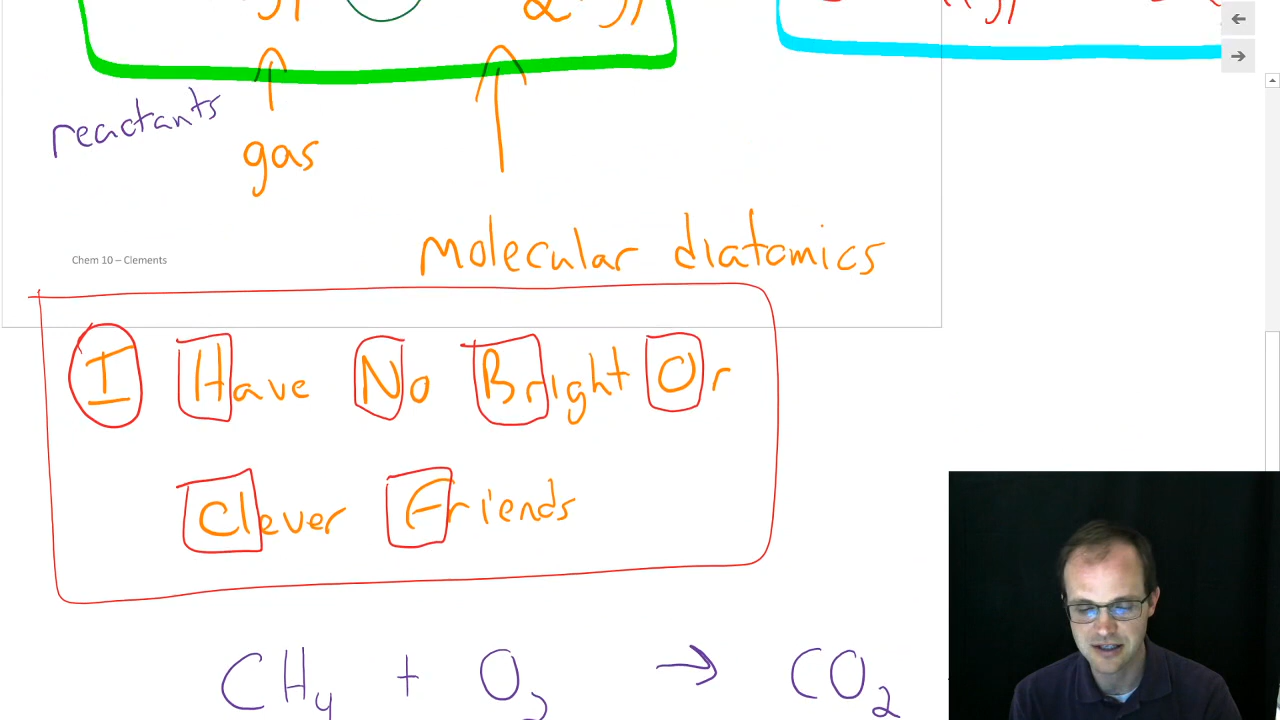 reactants
gas
molecular diatomics
Chem 10 – Clements
I Have No Bright Or
Clever Friends
CH4 + O2 → CO2